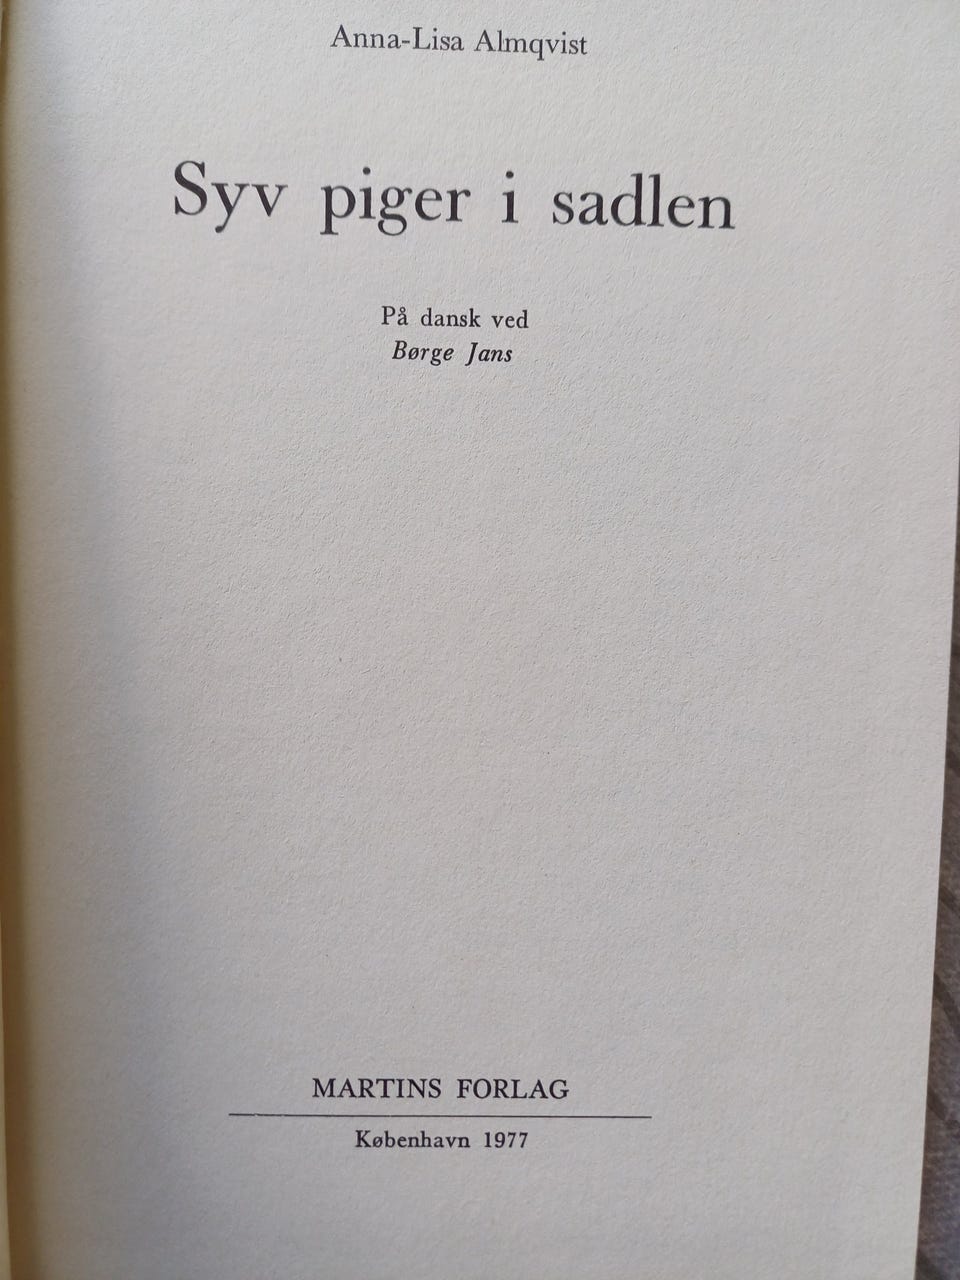 Anna-Lisa Almqvist
Syv piger i sadlen
På dansk ved
Børge Jans
MARTINS FORLAG
København 1977